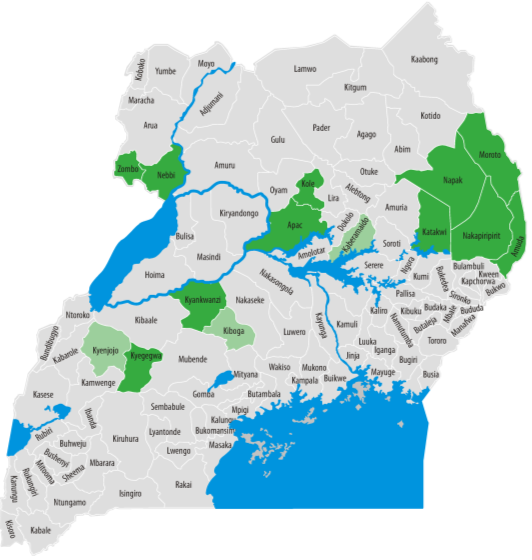 Kaabong
Koboko
Yumbe
Moyo
Lamwo
Kitgum
Maracha
Adjumani
Kotido
Arua
Pader
Agago
Gulu
Abim
Moroto
Zombo
Nebbi
Amuru
Otuke
Napak
Kole
Oyam
Lira
Alebtong
Kiryandongo
Apac
Dokolo
Kaberamaido
Amuria
Katakwi
Nakapiripirit
Amuda
Bulisa
Masindi
Amolotar
Soroti
Serere
Ngora
Kumi
Bukedea
Bulambuli
Kween
Kapchorwa
Bukwo
Hoima
Nakasongola
Kyankwanzi
Nakaseke
Pallisa
Sironko
Bududa
Manafwa
Mbale
Ntoroko
Kibaale
Kiboga
Luwero
Kayunga
Kamuli
Kaliro
Namutumba
Kibuku
Budaka
Butaleja
Tororo
Bundibugyo
Kabarole
Kyenjojo
Kyegegwa
Mubende
Luuka
Iganga
Bugiri
Jinja
Mayuge
Busia
Mityana
Wakiso
Mukono
Kampala
Buikwe
Kamwenge
Kasese
Gomba
Butambala
Mpigi
Sembabule
Kalungu
Bukomansimbi
Ibanda
Rubiri
Kiruhura
Lyantonde
Masaka
Buhweju
Bushenyi
Mitooma
Sheema
Mbarara
Lwengo
Rukungiri
Kanungu
Rakai
Isingiro
Ntungamo
Kisoro
Kabale